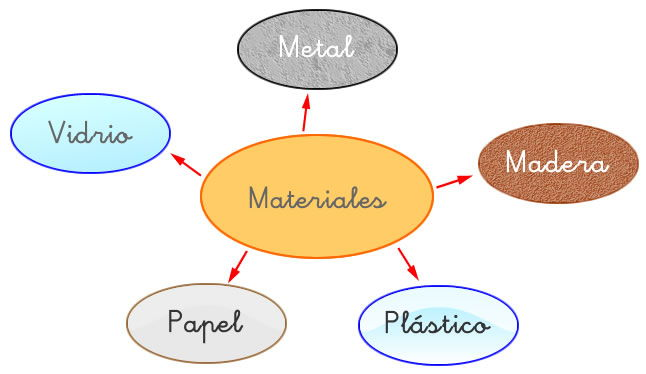 Metal
Vidrio
Madera
Materiales
Papel
Plástico